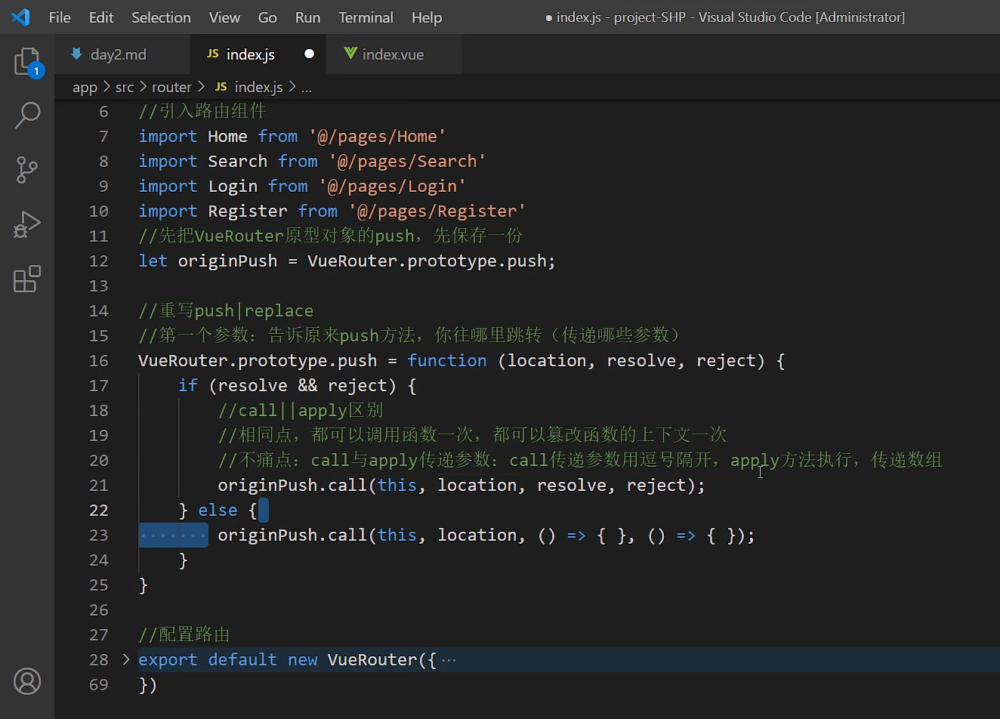 File Edit Selection View Go Run Terminal Help ● index.js - project-SHP - Visual Studio Code [Administrator]
day2.md JS index.js ● index.vue
1
app > src > router > JS index.js > ...
6 //引入路由组件
7 import Home from '@/pages/Home'
8 import Search from '@/pages/Search'
9 import Login from '@/pages/Login'
10 import Register from '@/pages/Register'
11 //先把VueRouter原型对象的push，先保存一份
12 let originPush = VueRouter.prototype.push;
13
14 //重写push|replace
15 //第一个参数：告诉原来push方法，你往哪里跳转（传递哪些参数）
16 VueRouter.prototype.push = function (location, resolve, reject) {
17 if (resolve && reject) {
18 //call||apply区别
19 //相同点，都可以调用函数一次，都可以篡改函数的上下文一次
20 //不痛点：call与apply传递参数：call传递参数用逗号隔开，apply方法执行，传递数组
21 originPush.call(this, location, resolve, reject);
22 } else {
23 originPush.call(this, location, () => { }, () => { });
24 }
25 }
26
27 //配置路由
28 > export default new VueRouter({ ···
69 })